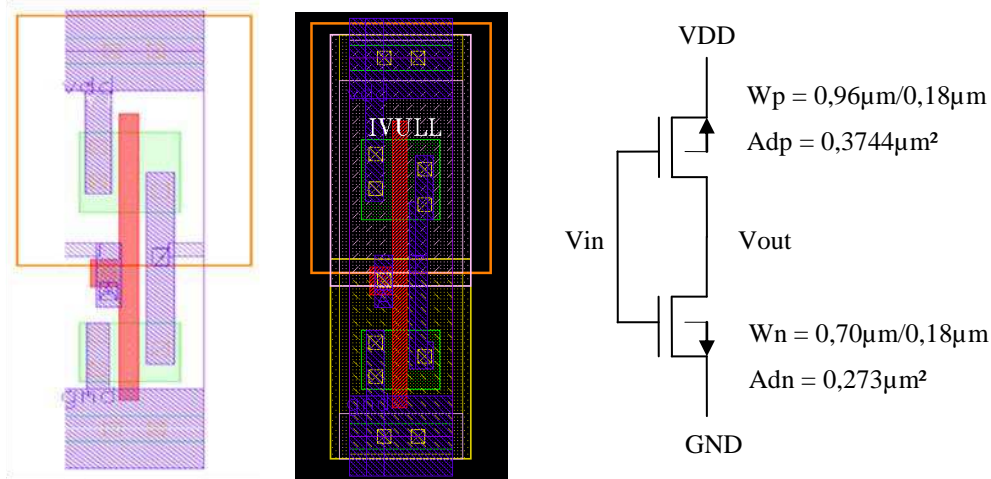 vdd
gnd
IVULL
VDD
Wp = 0,96µm/0,18µm
Adp = 0,3744µm²
Vin
Vout
Wn = 0,70µm/0,18µm
Adn = 0,273µm²
GND